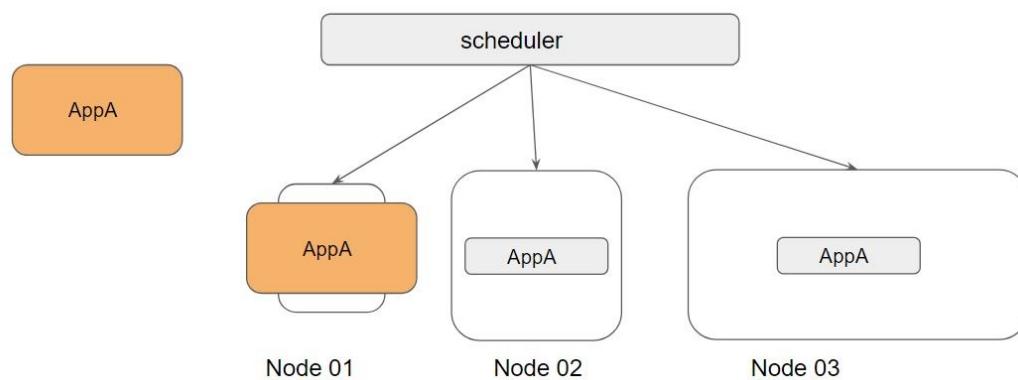 scheduler
AppA
AppA
AppA
AppA
Node 01
Node 02
Node 03